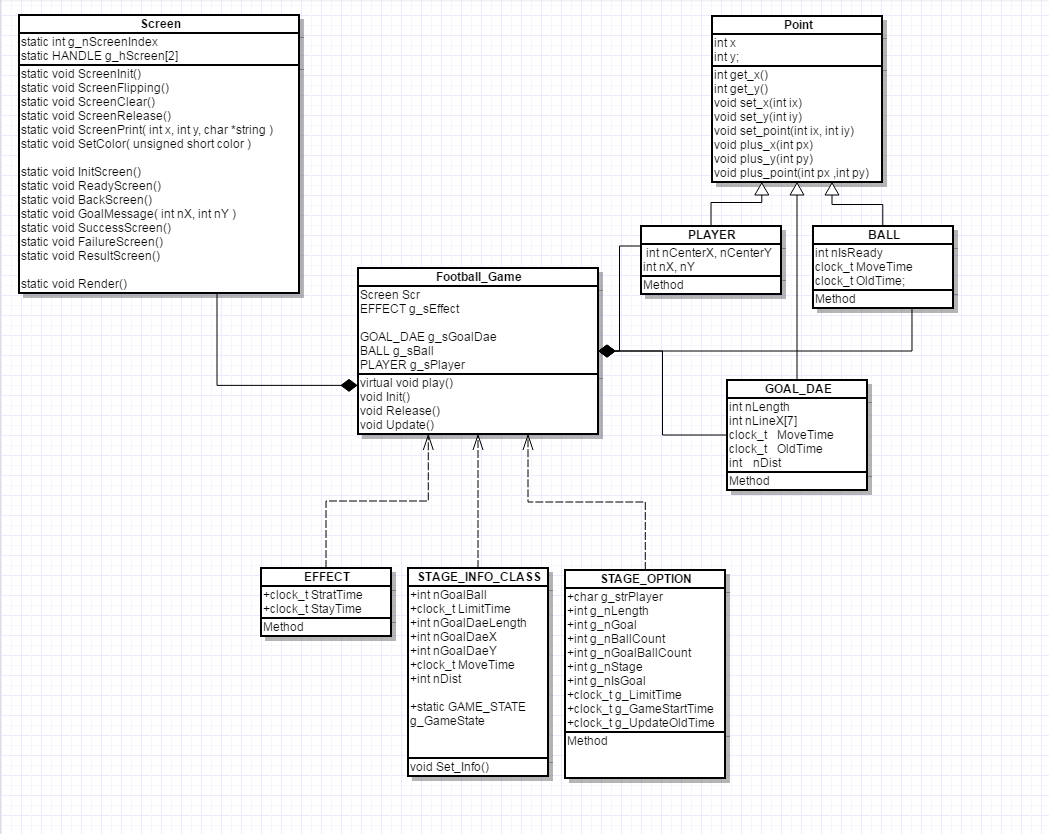 Screen
static int g_nScreenIndex
static HANDLE g_hScreen[2]
static void ScreenInit()
static void ScreenFlipping()
static void ScreenClear()
static void ScreenRelease()
static void ScreenPrint( int x, int y, char *string )
static void SetColor( unsigned short color )
static void InitScreen()
static void ReadyScreen()
static void BackScreen()
static void GoalMessage( int nX, int nY )
static void SuccessScreen()
static void FailureScreen()
static void ResultScreen()
static void Render()
Point
int x
int y;
int get_x()
int get_y()
void set_x(int ix)
void set_y(int iy)
void set_point(int ix, int iy)
void plus_x(int px)
void plus_y(int py)
void plus_point(int px ,int py)
PLAYER
int nCenterX, nCenterY
int nX, nY
Method
BALL
int nIsReady
clock_t MoveTime
clock_t OldTime;
Method
Football_Game
Screen Scr
EFFECT g_sEffect
GOAL_DAE g_sGoalDae
BALL g_sBall
PLAYER g_sPlayer
virtual void play()
void Init()
void Release()
void Update()
GOAL_DAE
int nLength
int nLineX[7]
clock_t MoveTime
clock_t OldTime
int nDist
Method
EFFECT
+clock_t StratTime
+clock_t StayTime
Method
STAGE_INFO_CLASS
+int nGoalBall
+clock_t LimitTime
+int nGoalDaeLength
+int nGoalDaeX
+int nGoalDaeY
+clock_t MoveTime
+int nDist
+static GAME_STATE
g_GameState
void Set_Info()
STAGE_OPTION
+char g_strPlayer
+int g_nLength
+int g_nGoal
+int g_nBallCount
+int g_nGoalBallCount
+int g_nStage
+int g_nIsGoal
+clock_t g_LimitTime
+clock_t g_GameStartTime
+clock_t g_UpdateOldTime
Method